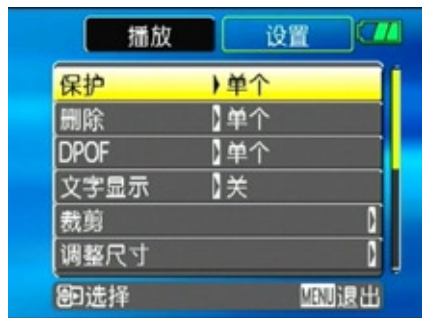 播放 设置
保护 单个
删除 单个
DPOF 单个
文字显示 关
裁剪
调整尺寸
选择 MENU退出